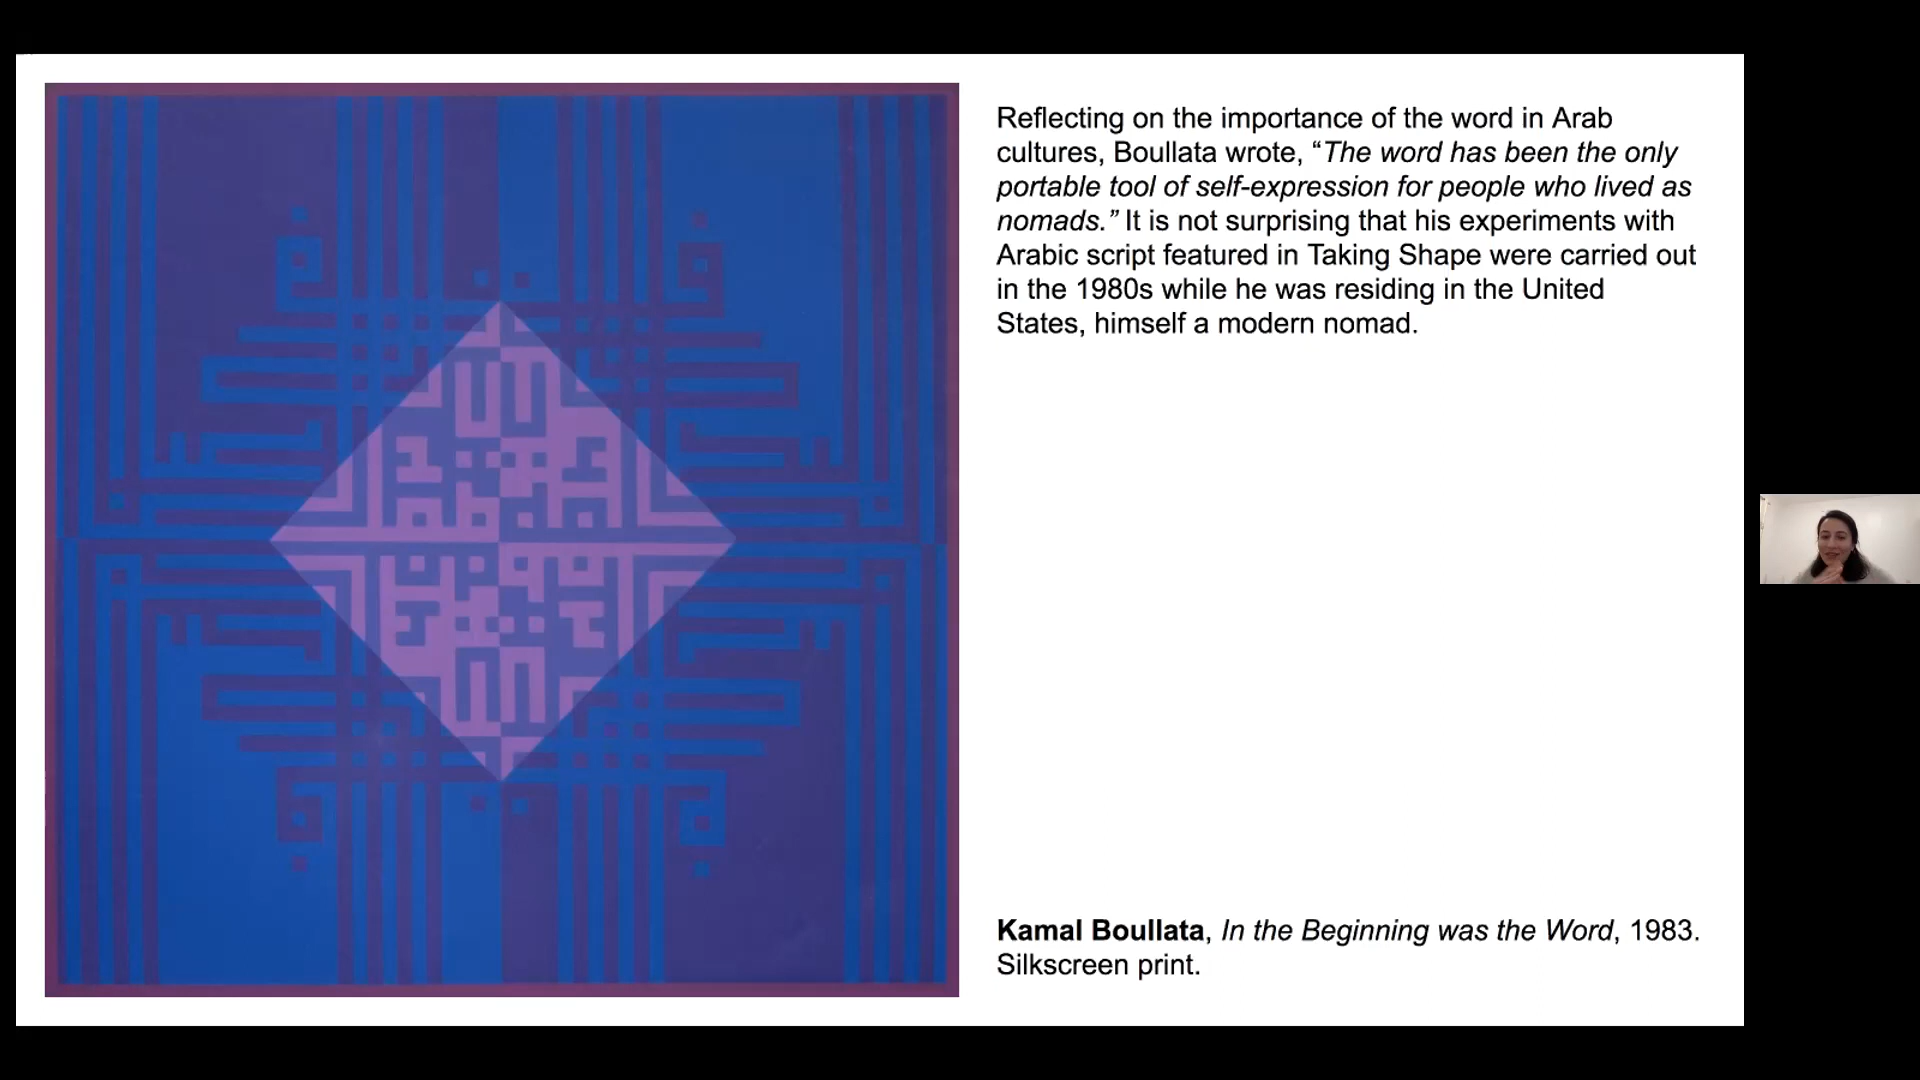 Reflecting on the importance of the word in Arab
cultures, Boullata wrote, “The word has been the only
portable tool of self-expression for people who lived as
nomads.” It is not surprising that his experiments with
Arabic script featured in Taking Shape were carried out
in the 1980s while he was residing in the United
States, himself a modern nomad.
Kamal Boullata, In the Beginning was the Word, 1983.
Silkscreen print.